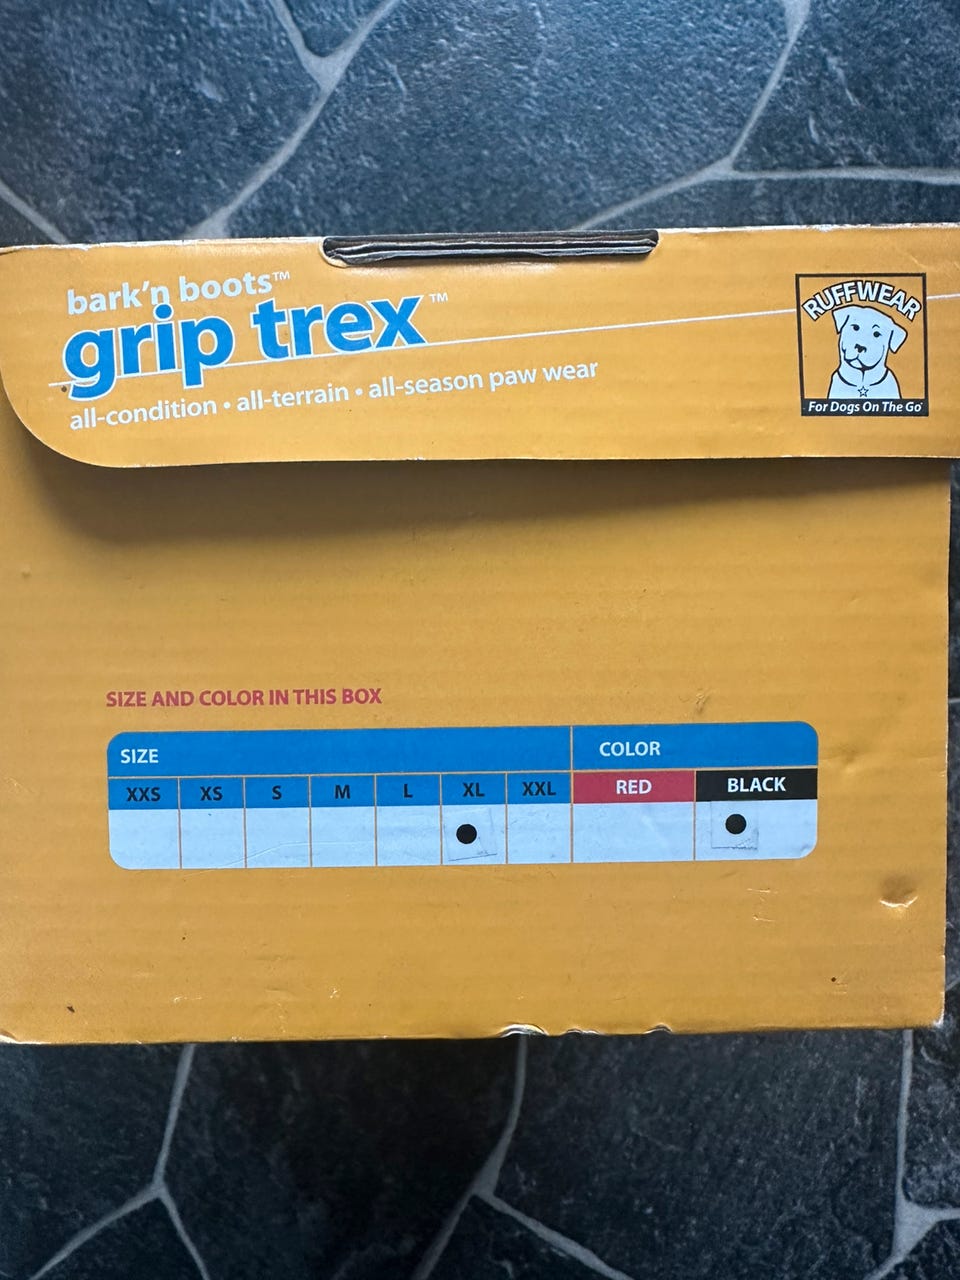 bark'n boots™
grip trex™
all-condition • all-terrain • all-season paw wear
RUFFWEAR
For Dogs On The Go
SIZE AND COLOR IN THIS BOX
SIZE COLOR
XXS XS S M L XL XXL RED BLACK